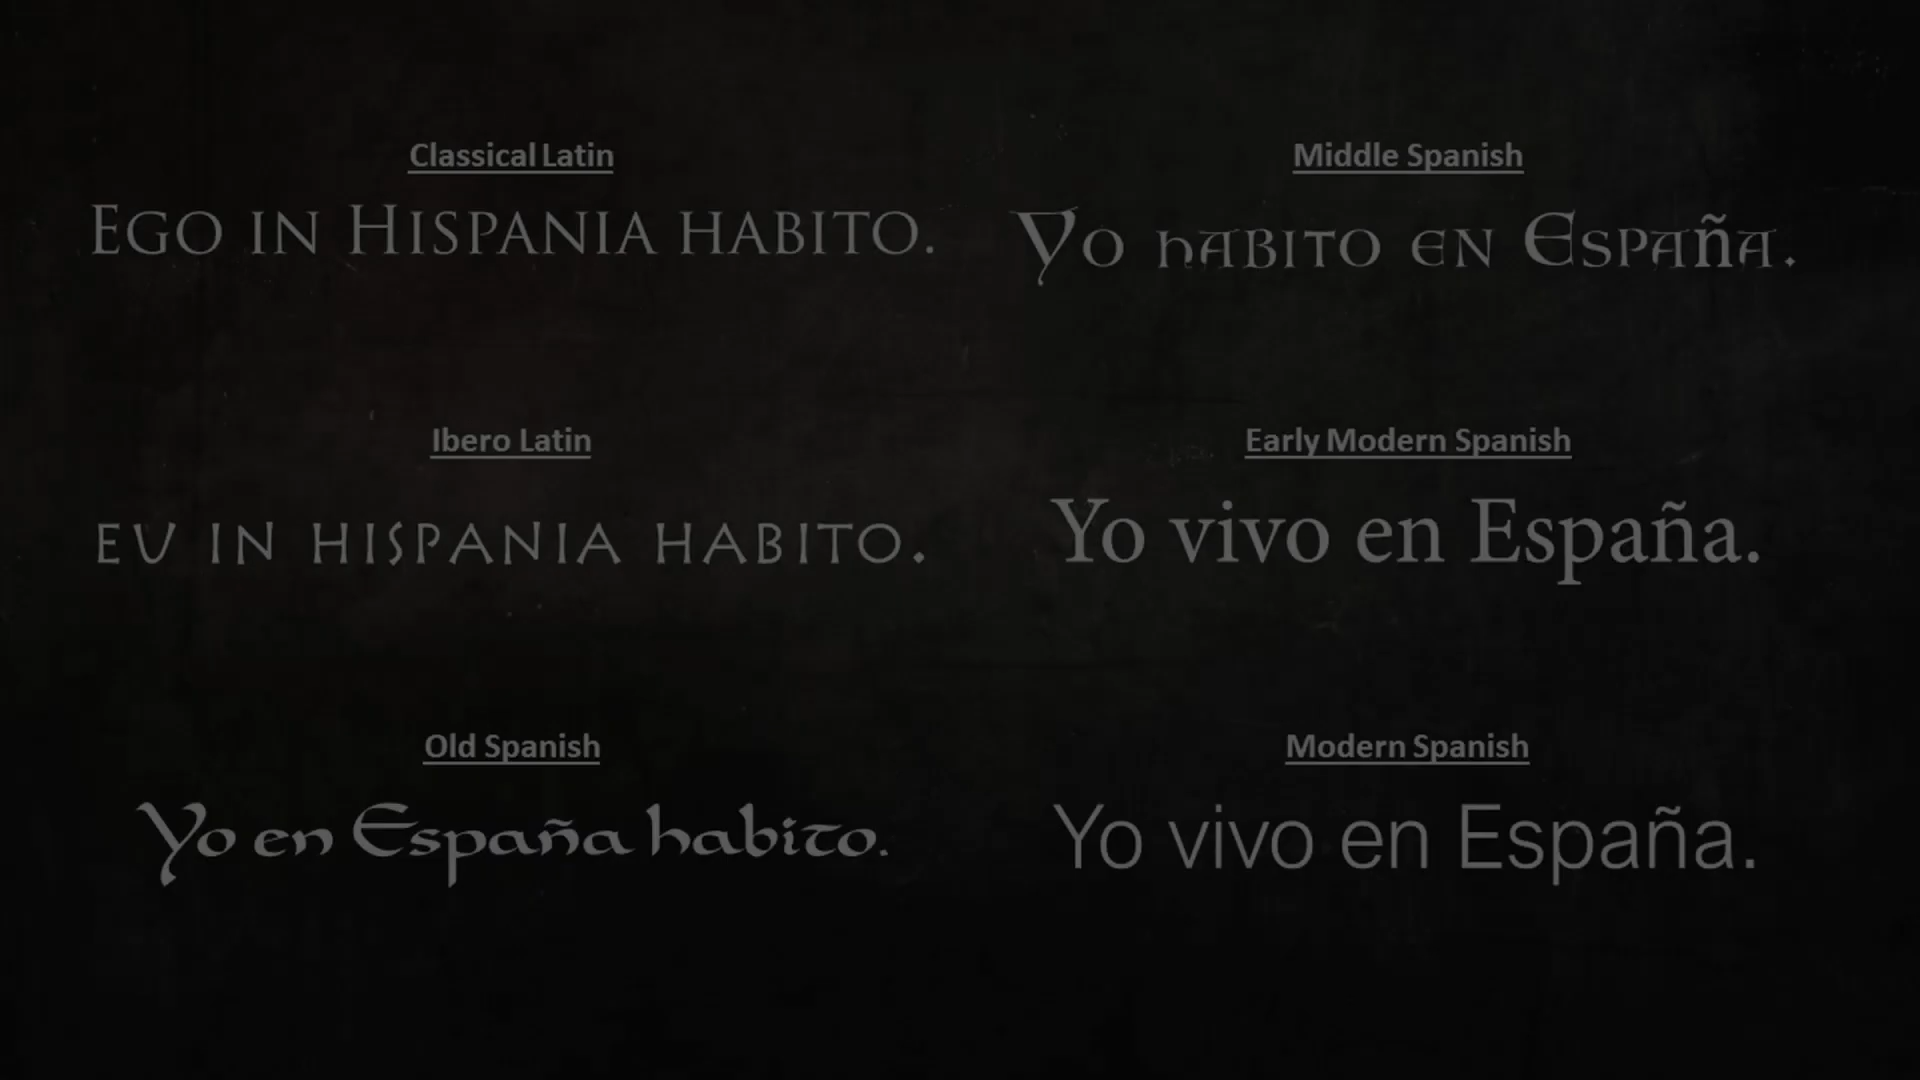 Classical Latin
Ego in Hispania habito.
Ibero Latin
EU IN HISPANIA HABITO.
Old Spanish
Yo en España habito.
Middle Spanish
Yo habito en España.
Early Modern Spanish
Yo vivo en España.
Modern Spanish
Yo vivo en España.